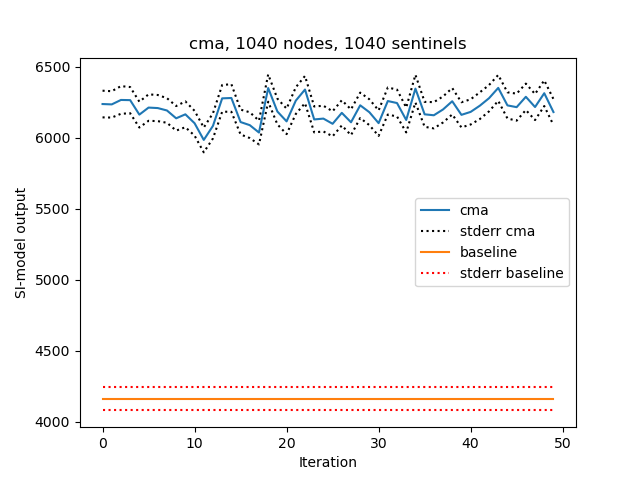 cma, 1040 nodes, 1040 sentinels
6500
6000
5500
5000
4500
4000
SI-model output
cma
stderr cma
baseline
stderr baseline
0 10 20 30 40 50
Iteration